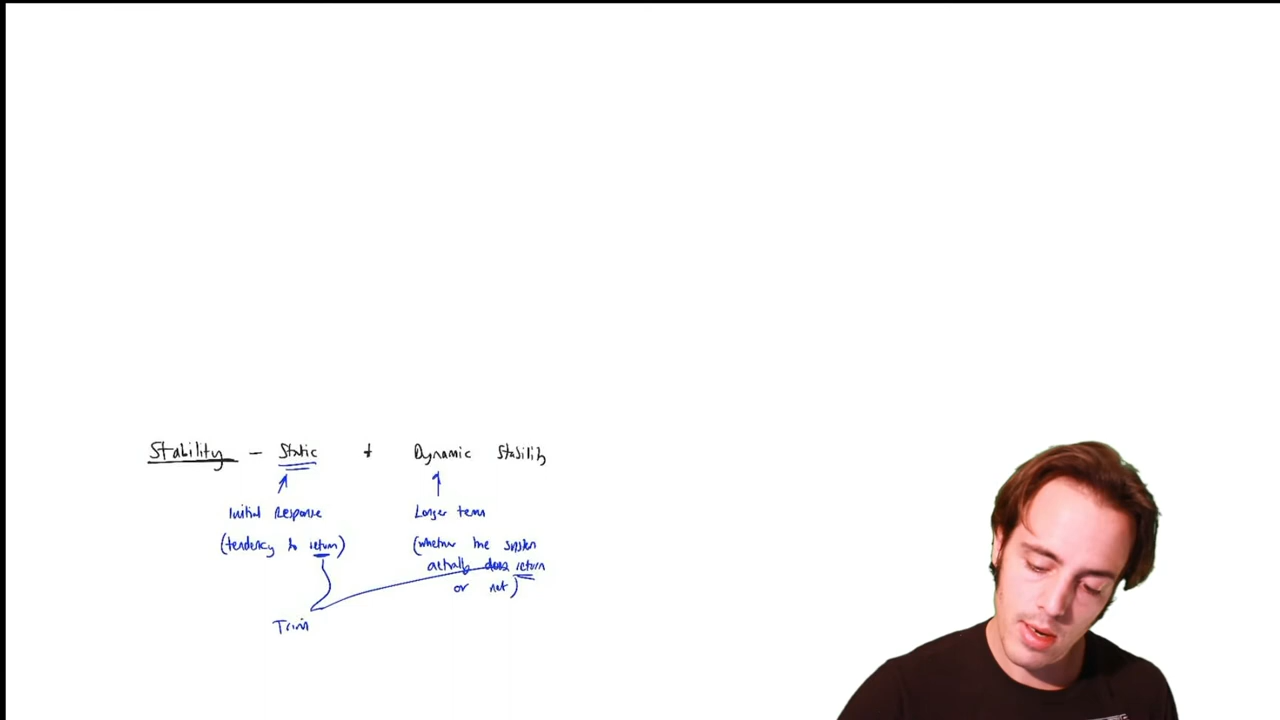 Stability - Static + Dynamic Stability
Initial Response
Longer term
(tendency to return)
(whether the system
actually does return
or not)
Trim